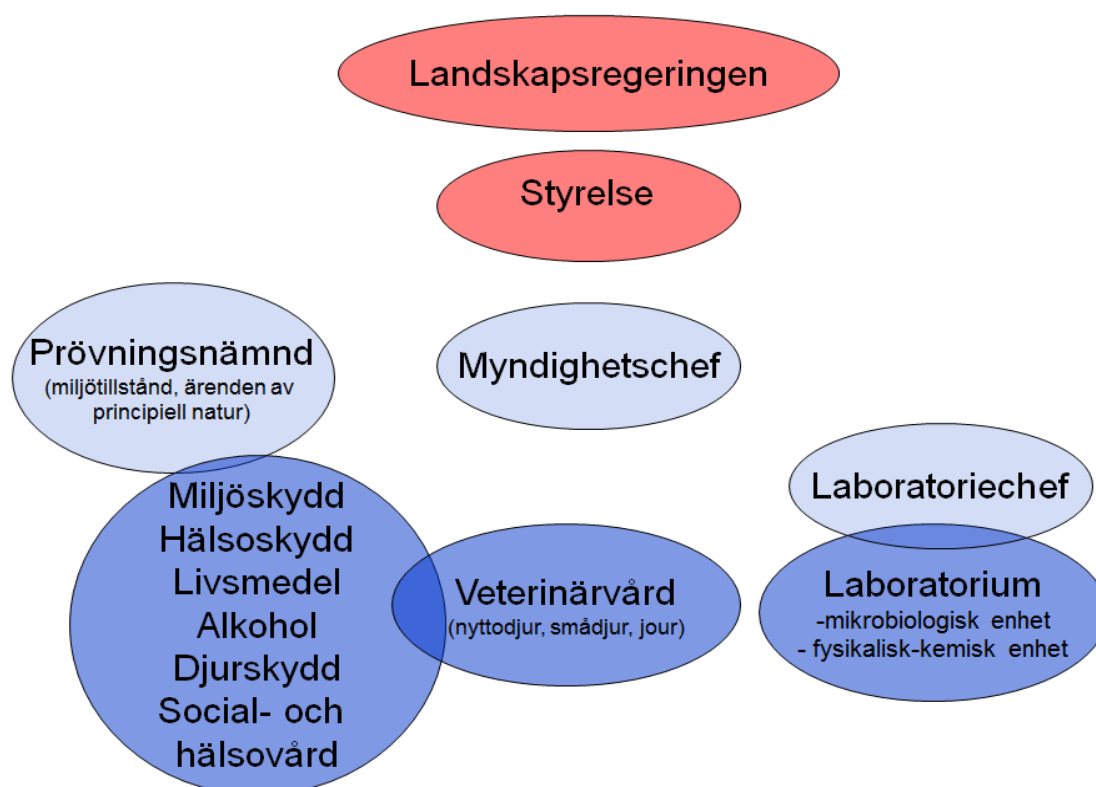 Landskapsregeringen
Styrelse
Prövningsnämnd
(miljötillstånd, ärenden av
principiell natur)
Myndighetschef
Laboratoriechef
Miljöskydd
Hälsoskydd
Livsmedel
Alkohol
Djurskydd
Social- och
hälsovård
Veterinärvård
(nyttodjur, smådjur, jour)
Laboratorium
-mikrobiologisk enhet
- fysikalisk-kemisk enhet